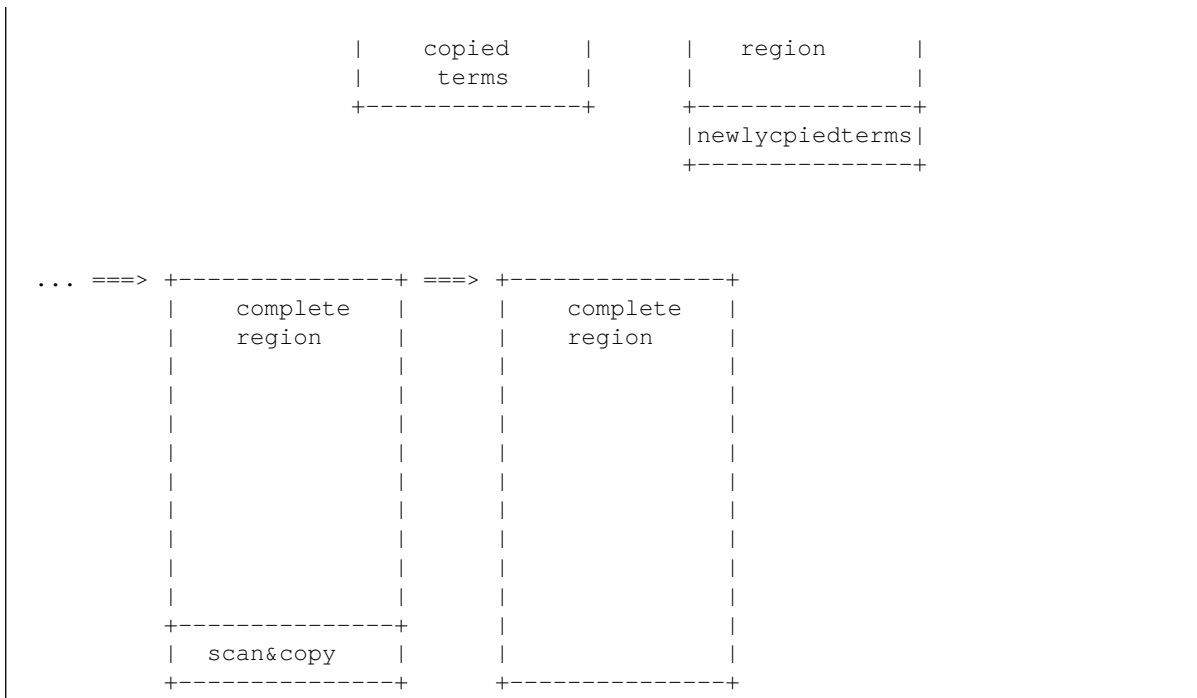 | copied | | region |
| terms | | |
+---------------+ +---------------+
|newlycpiedterms|
+---------------+
... ===> +---------------+ ===> +---------------+
| complete | | complete |
| region | | region |
| | | |
| | | |
| | | |
| | | |
| | | |
| | | |
| | | |
| | | |
| | | |
+---------------+ | |
| scan&copy | | |
+---------------+ +---------------+